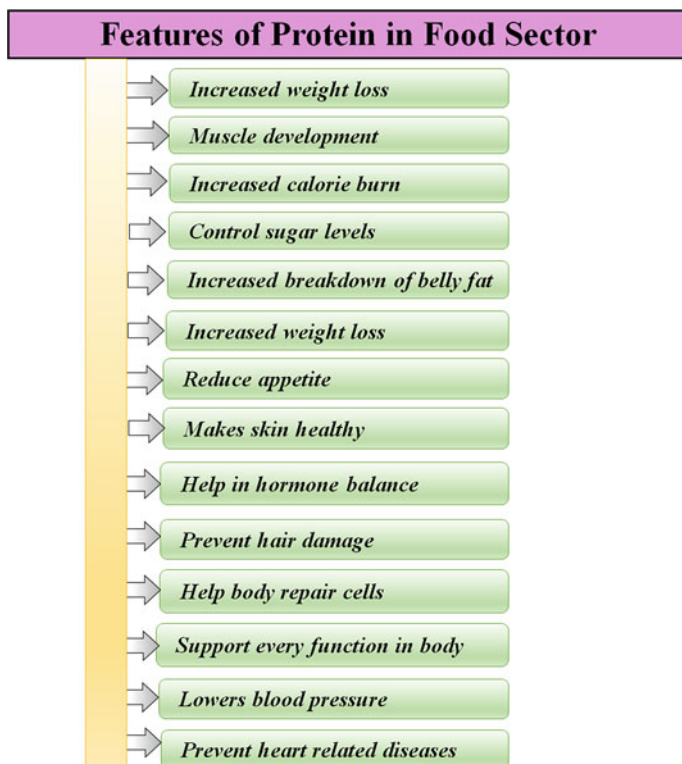 Features of Protein in Food Sector
Increased weight loss
Muscle development
Increased calorie burn
Control sugar levels
Increased breakdown of belly fat
Increased weight loss
Reduce appetite
Makes skin healthy
Help in hormone balance
Prevent hair damage
Help body repair cells
Support every function in body
Lowers blood pressure
Prevent heart related diseases